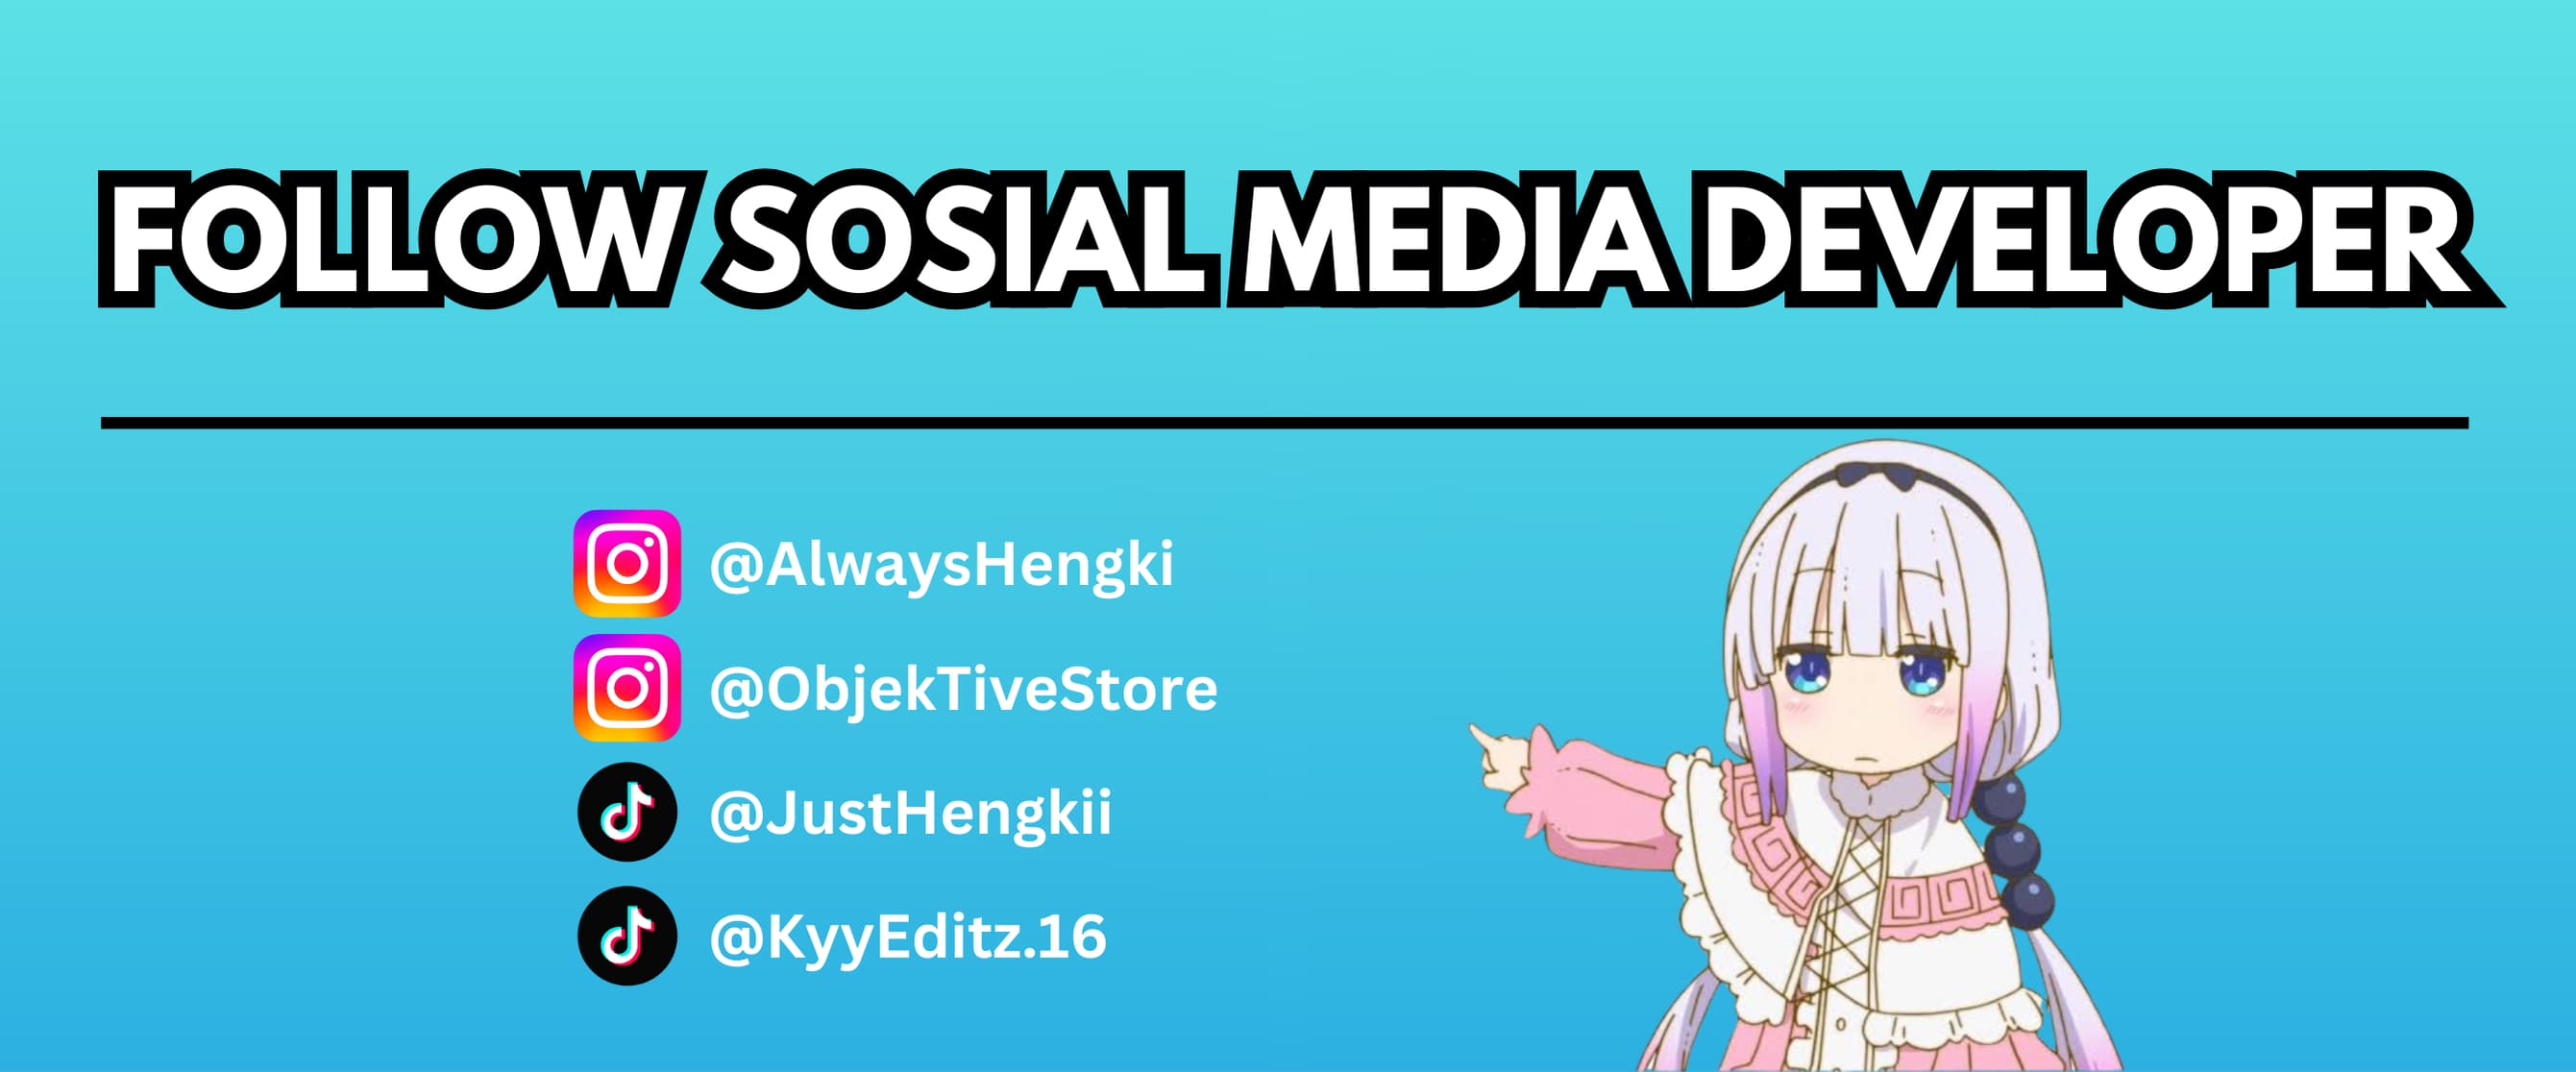 FOLLOW SOSIAL MEDIA DEVELOPER
@AlwaysHengki
@ObjekTiveStore
@JustHengkii
@KyyEditz.16